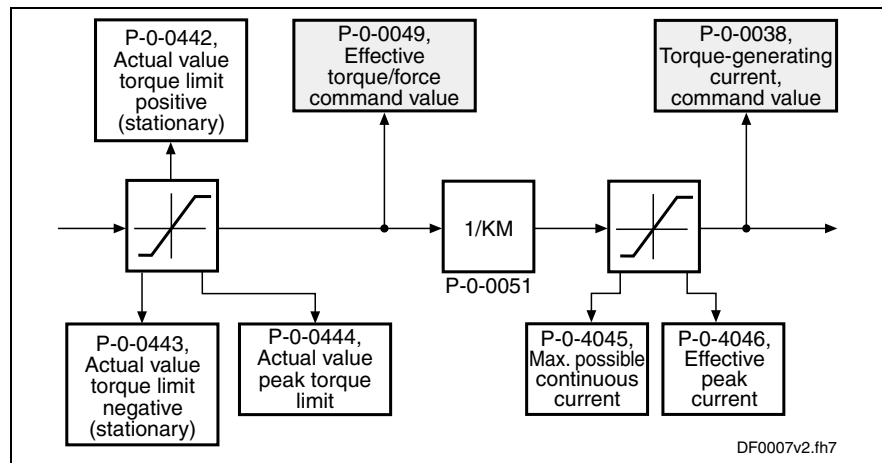 P-0-0442,
Actual value
torque limit
positive
(stationary)
P-0-0049,
Effective
torque/force
command value
P-0-0038,
Torque-generating
current,
command value
1/KM
P-0-0051
P-0-0443,
Actual value
torque limit
negative
(stationary)
P-0-0444,
Actual value
peak torque
limit
P-0-4045,
Max. possible
continuous
current
P-0-4046,
Effective
peak
current
DF0007v2.fh7